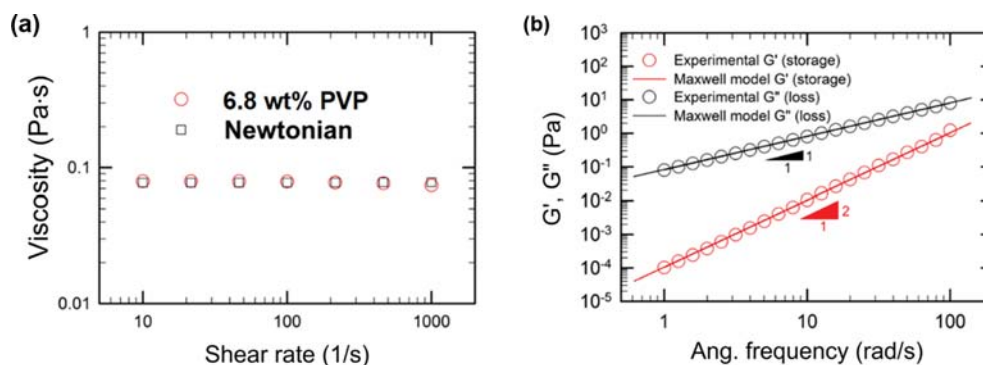 (a)
1
0.1
0.01
Viscosity (Pa·s)
6.8 wt% PVP
Newtonian
10 100 1000
Shear rate (1/s)
(b)
10⁴
10³
10²
10¹
10⁰
10⁻¹
10⁻²
10⁻³
10⁻⁴
10⁻⁵
G', G" (Pa)
Experimental G' (storage)
Maxwell model G' (storage)
Experimental G" (loss)
Maxwell model G" (loss)
1
1
2
1
1 10 100
Ang. frequency (rad/s)